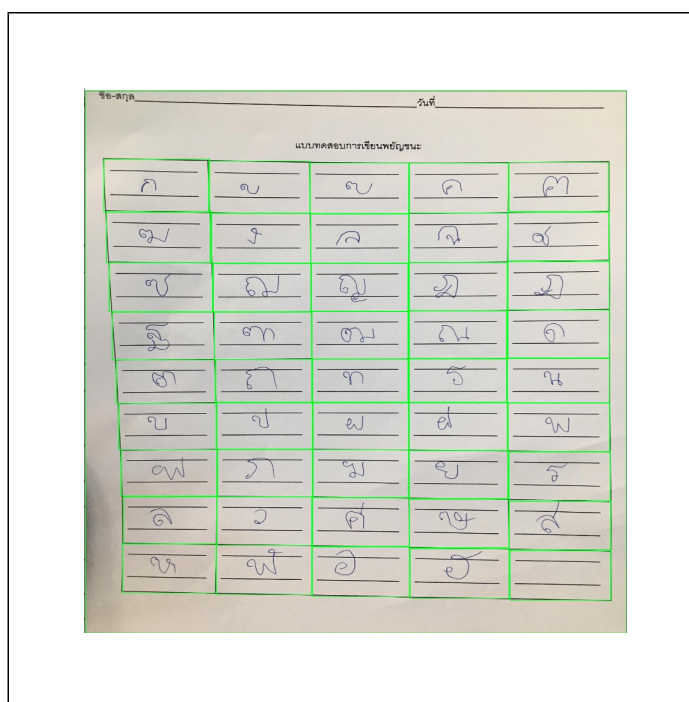 ชื่อ-สกุล วันที่
แบบทดสอบการเขียนพยัญชนะ
ก ข ฃ ค ฅ
ฆ ง จ ฉ ช
ซ ฌ ญ ฎ ฏ
ฐ ฑ ฒ ณ ด
ต ถ ท ธ น
บ ป ผ ฝ พ
ฟ ภ ม ย ร
ล ว ศ ษ ส
ห ฬ อ ฮ